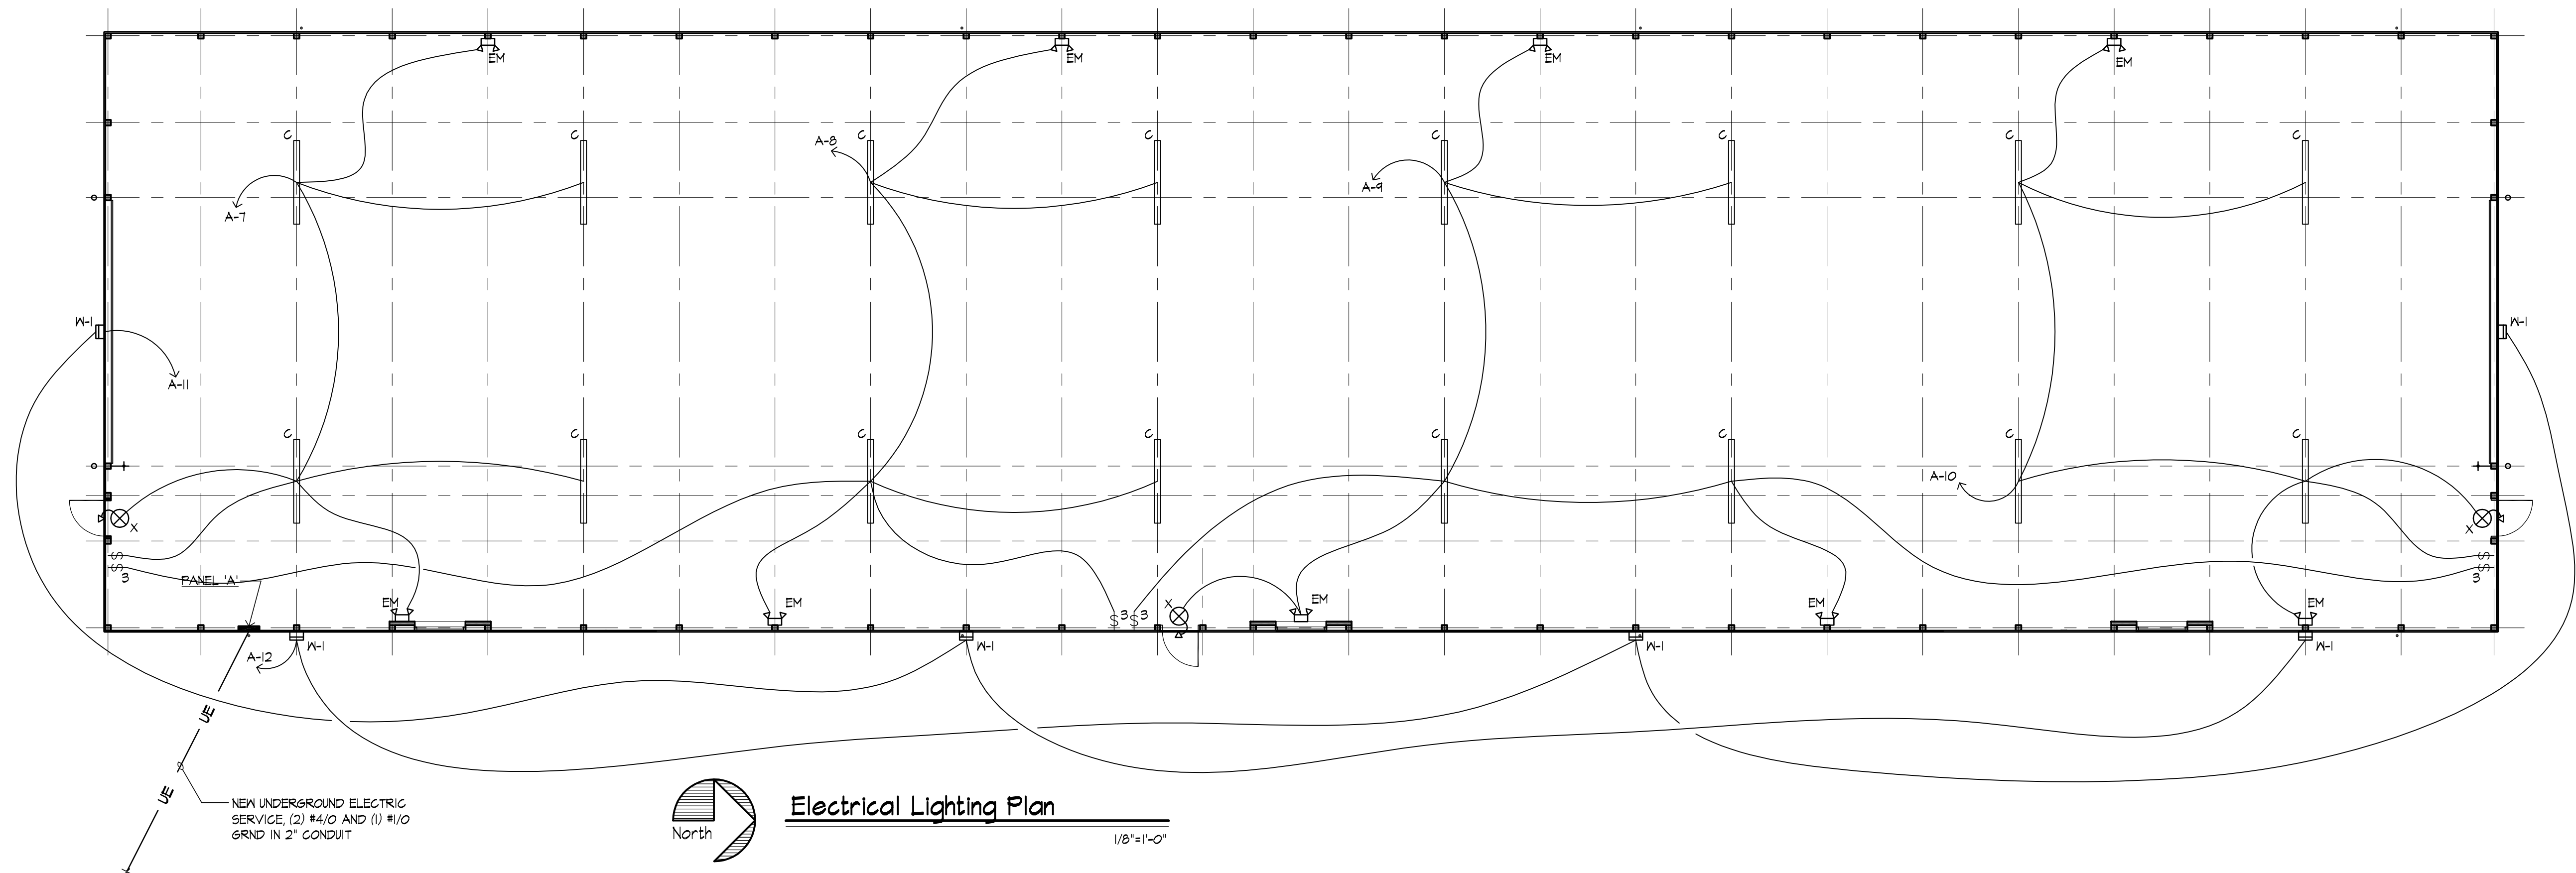 EM EM EM EM
C C C C C C C C
A-8
A-9
A-7
W-1 W-1
A-11
C C C C C C C C
A-10
X X
$ $
$ 3 $ 3
PANEL 'A'
EM EM X EM EM EM
$ 3 $ 3
W-1 W-1 W-1 W-1
A-12
UE
UE
NEW UNDERGROUND ELECTRIC
SERVICE, (2) #4/0 AND (1) #1/0
GRND IN 2" CONDUIT
North
Electrical Lighting Plan
1/8"=1'-0"